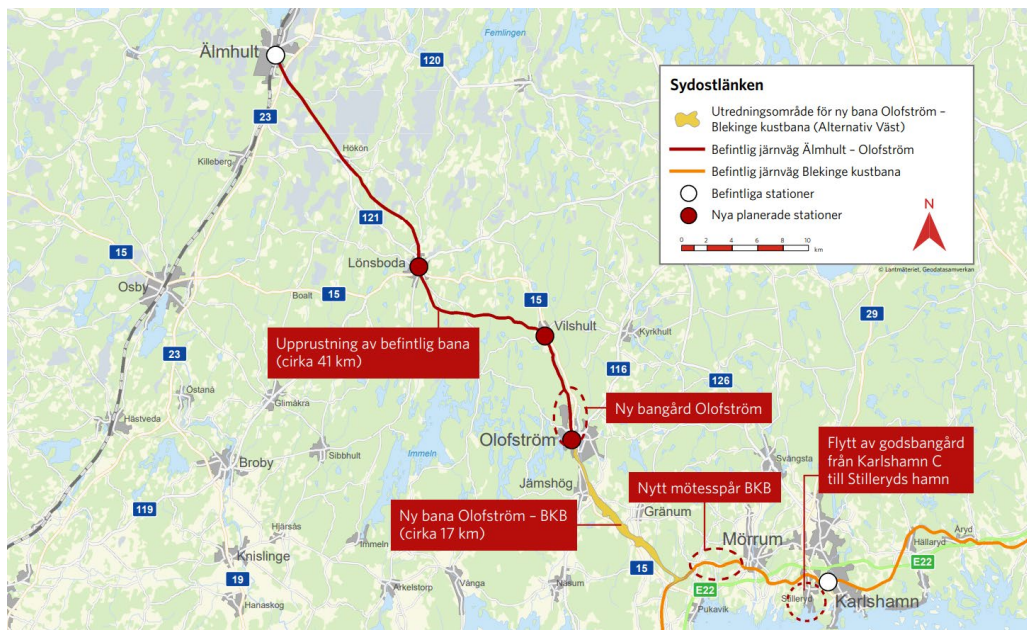 Femlingen
Älmhult
120
23
Killeberg
Hökön
121
15
Osby
Lönsboda
Boalt
15
15
Vilshult
Kyrkhult
29
Sydostlänken
Utredningsområde för ny bana Olofström –
Blekinge kustbana (Alternativ Väst)
Befintlig järnväg Älmhult – Olofström
Befintlig järnväg Blekinge kustbana
Befintliga stationer
Nya planerade stationer
N
0 2 4 6 8 10
km
© Lantmäteriet, Geodatasamverkan
Upprustning av befintlig bana
(cirka 41 km)
23
116
126
Östanå
Glimåkra
Hästveda
Ny bangård Olofström
Olofström
Immeln
Sibbhult
Broby
Jämshög
Svängsta
Flytt av godsbangård
från Karlshamn C
till Stilleryds hamn
Nytt mötesspår BKB
Gränum
Ny bana Olofström – BKB
(cirka 17 km)
119
Hjärsås
Immeln
Knislinge
Mörrum
Hällaryd
Åryd
E22
15
19
Hanaskog
Arkelstorp
Vånga
Näsum
E22
Pukavik
Stilleryd
Karlshamn